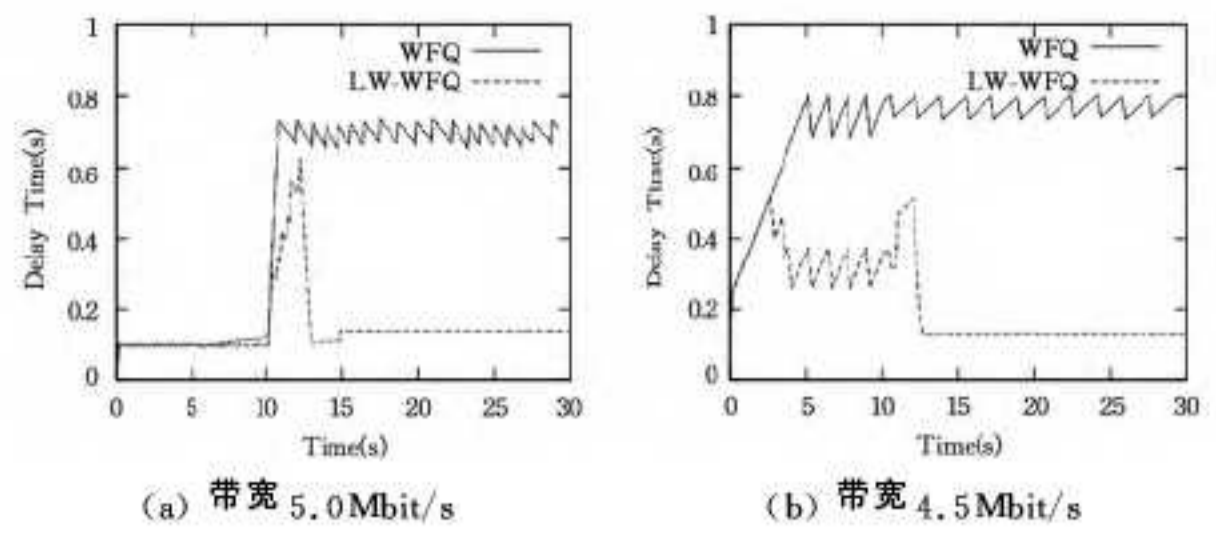 1
WFQ
LW-WFQ
0.8
0.6
0.4
0.2
0
Delay Time(s)
0 5 10 15 20 25 30
Time(s)
(a) 带宽 5.0Mbit/s
1
WFQ
LW-WFQ
0.8
0.6
0.4
0.2
0
Delay Time(s)
0 5 10 15 20 25 30
Time(s)
(b) 带宽 4.5Mbit/s